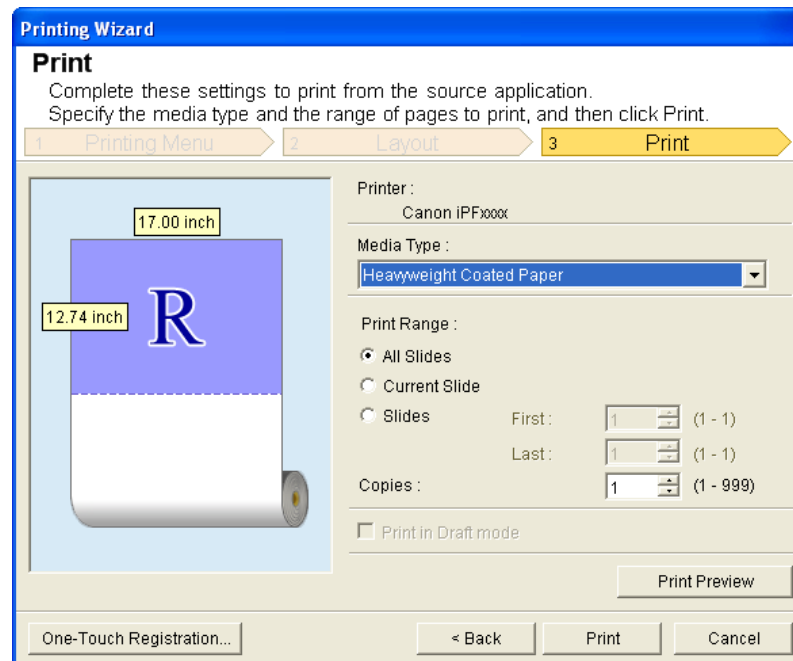 Printing Wizard
Print
Complete these settings to print from the source application.
Specify the media type and the range of pages to print, and then click Print.
1 Printing Menu 2 Layout 3 Print
17.00 inch
12.74 inch
R
Printer :
Canon iPFxxxx
Media Type :
Heavyweight Coated Paper
Print Range :
All Slides
Current Slide
Slides First : 1 (1 - 1)
Last : 1 (1 - 1)
Copies : 1 (1 - 999)
Print in Draft mode
Print Preview
One-Touch Registration... < Back Print Cancel